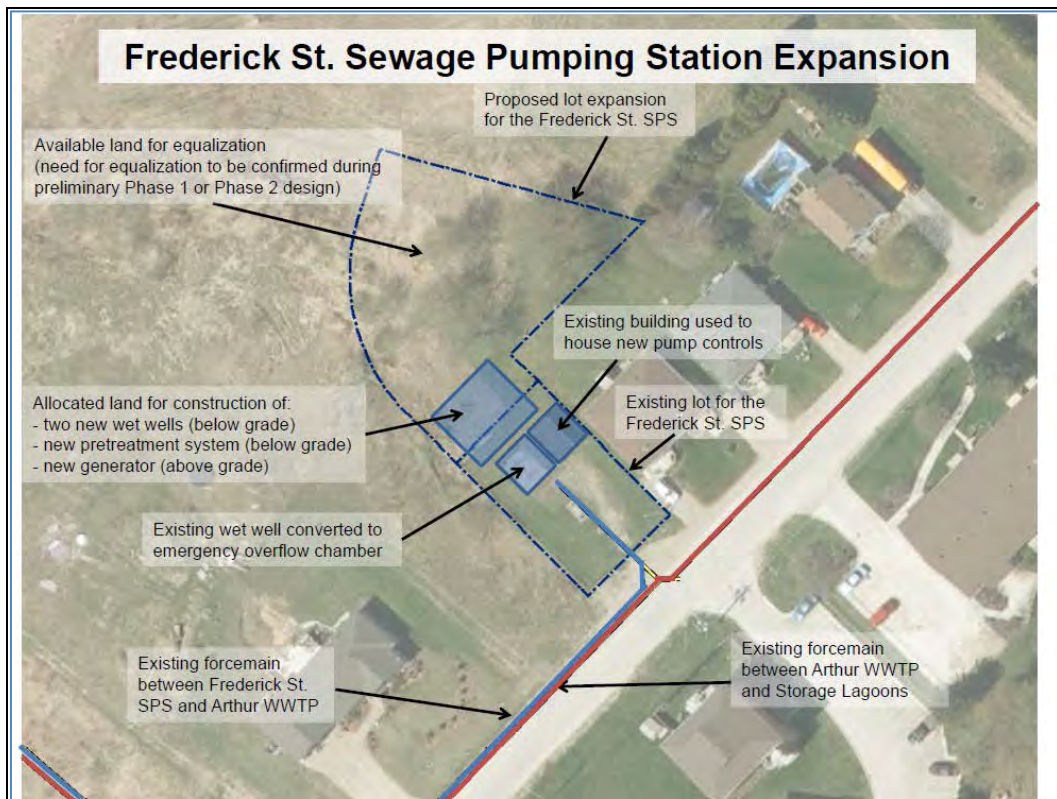 Frederick St. Sewage Pumping Station Expansion
Proposed lot expansion
for the Frederick St. SPS
Available land for equalization
(need for equalization to be confirmed during
preliminary Phase 1 or Phase 2 design)
Existing building used to
house new pump controls
Allocated land for construction of:
- two new wet wells (below grade)
- new pretreatment system (below grade)
- new generator (above grade)
Existing lot for the
Frederick St. SPS
Existing wet well converted to
emergency overflow chamber
Existing forcemain
between Frederick St.
SPS and Arthur WWTP
Existing forcemain
between Arthur WWTP
and Storage Lagoons